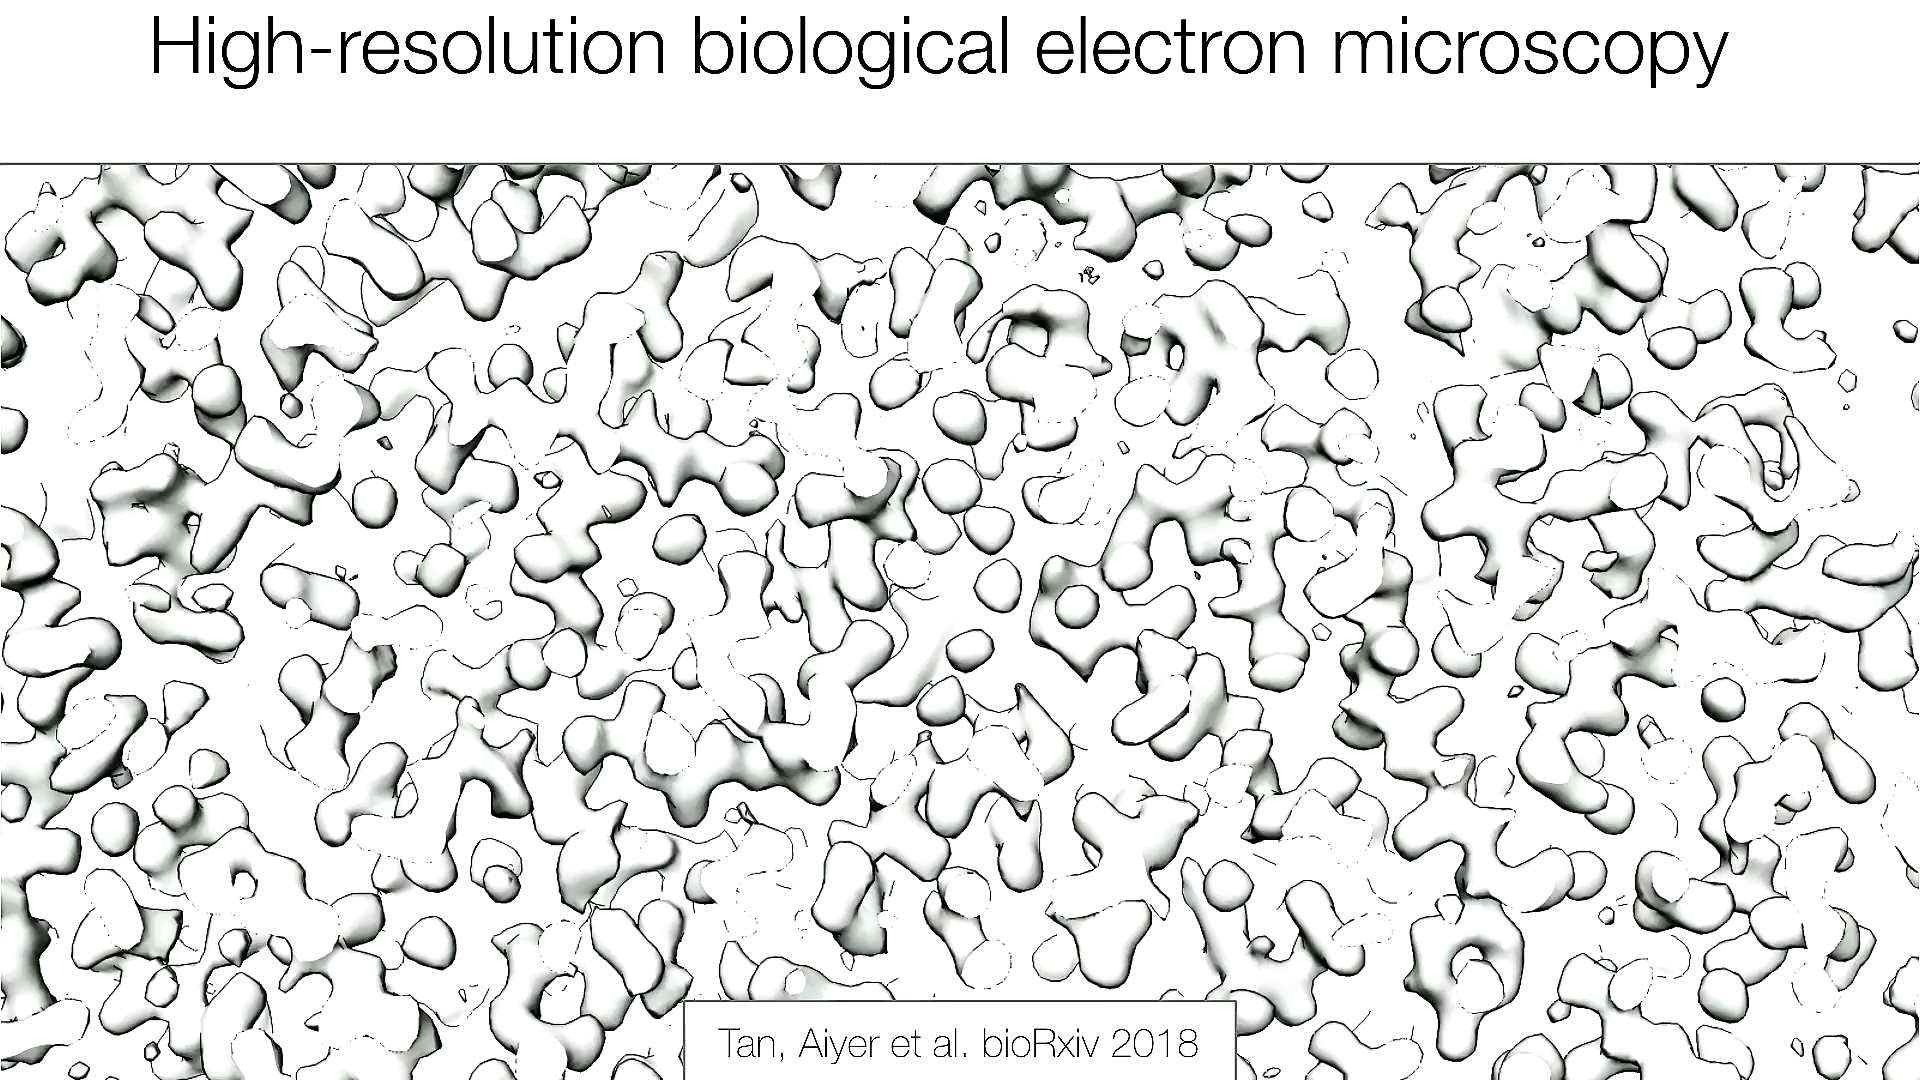 High-resolution biological electron microscopy
Tan, Aiyer et al. bioRxiv 2018